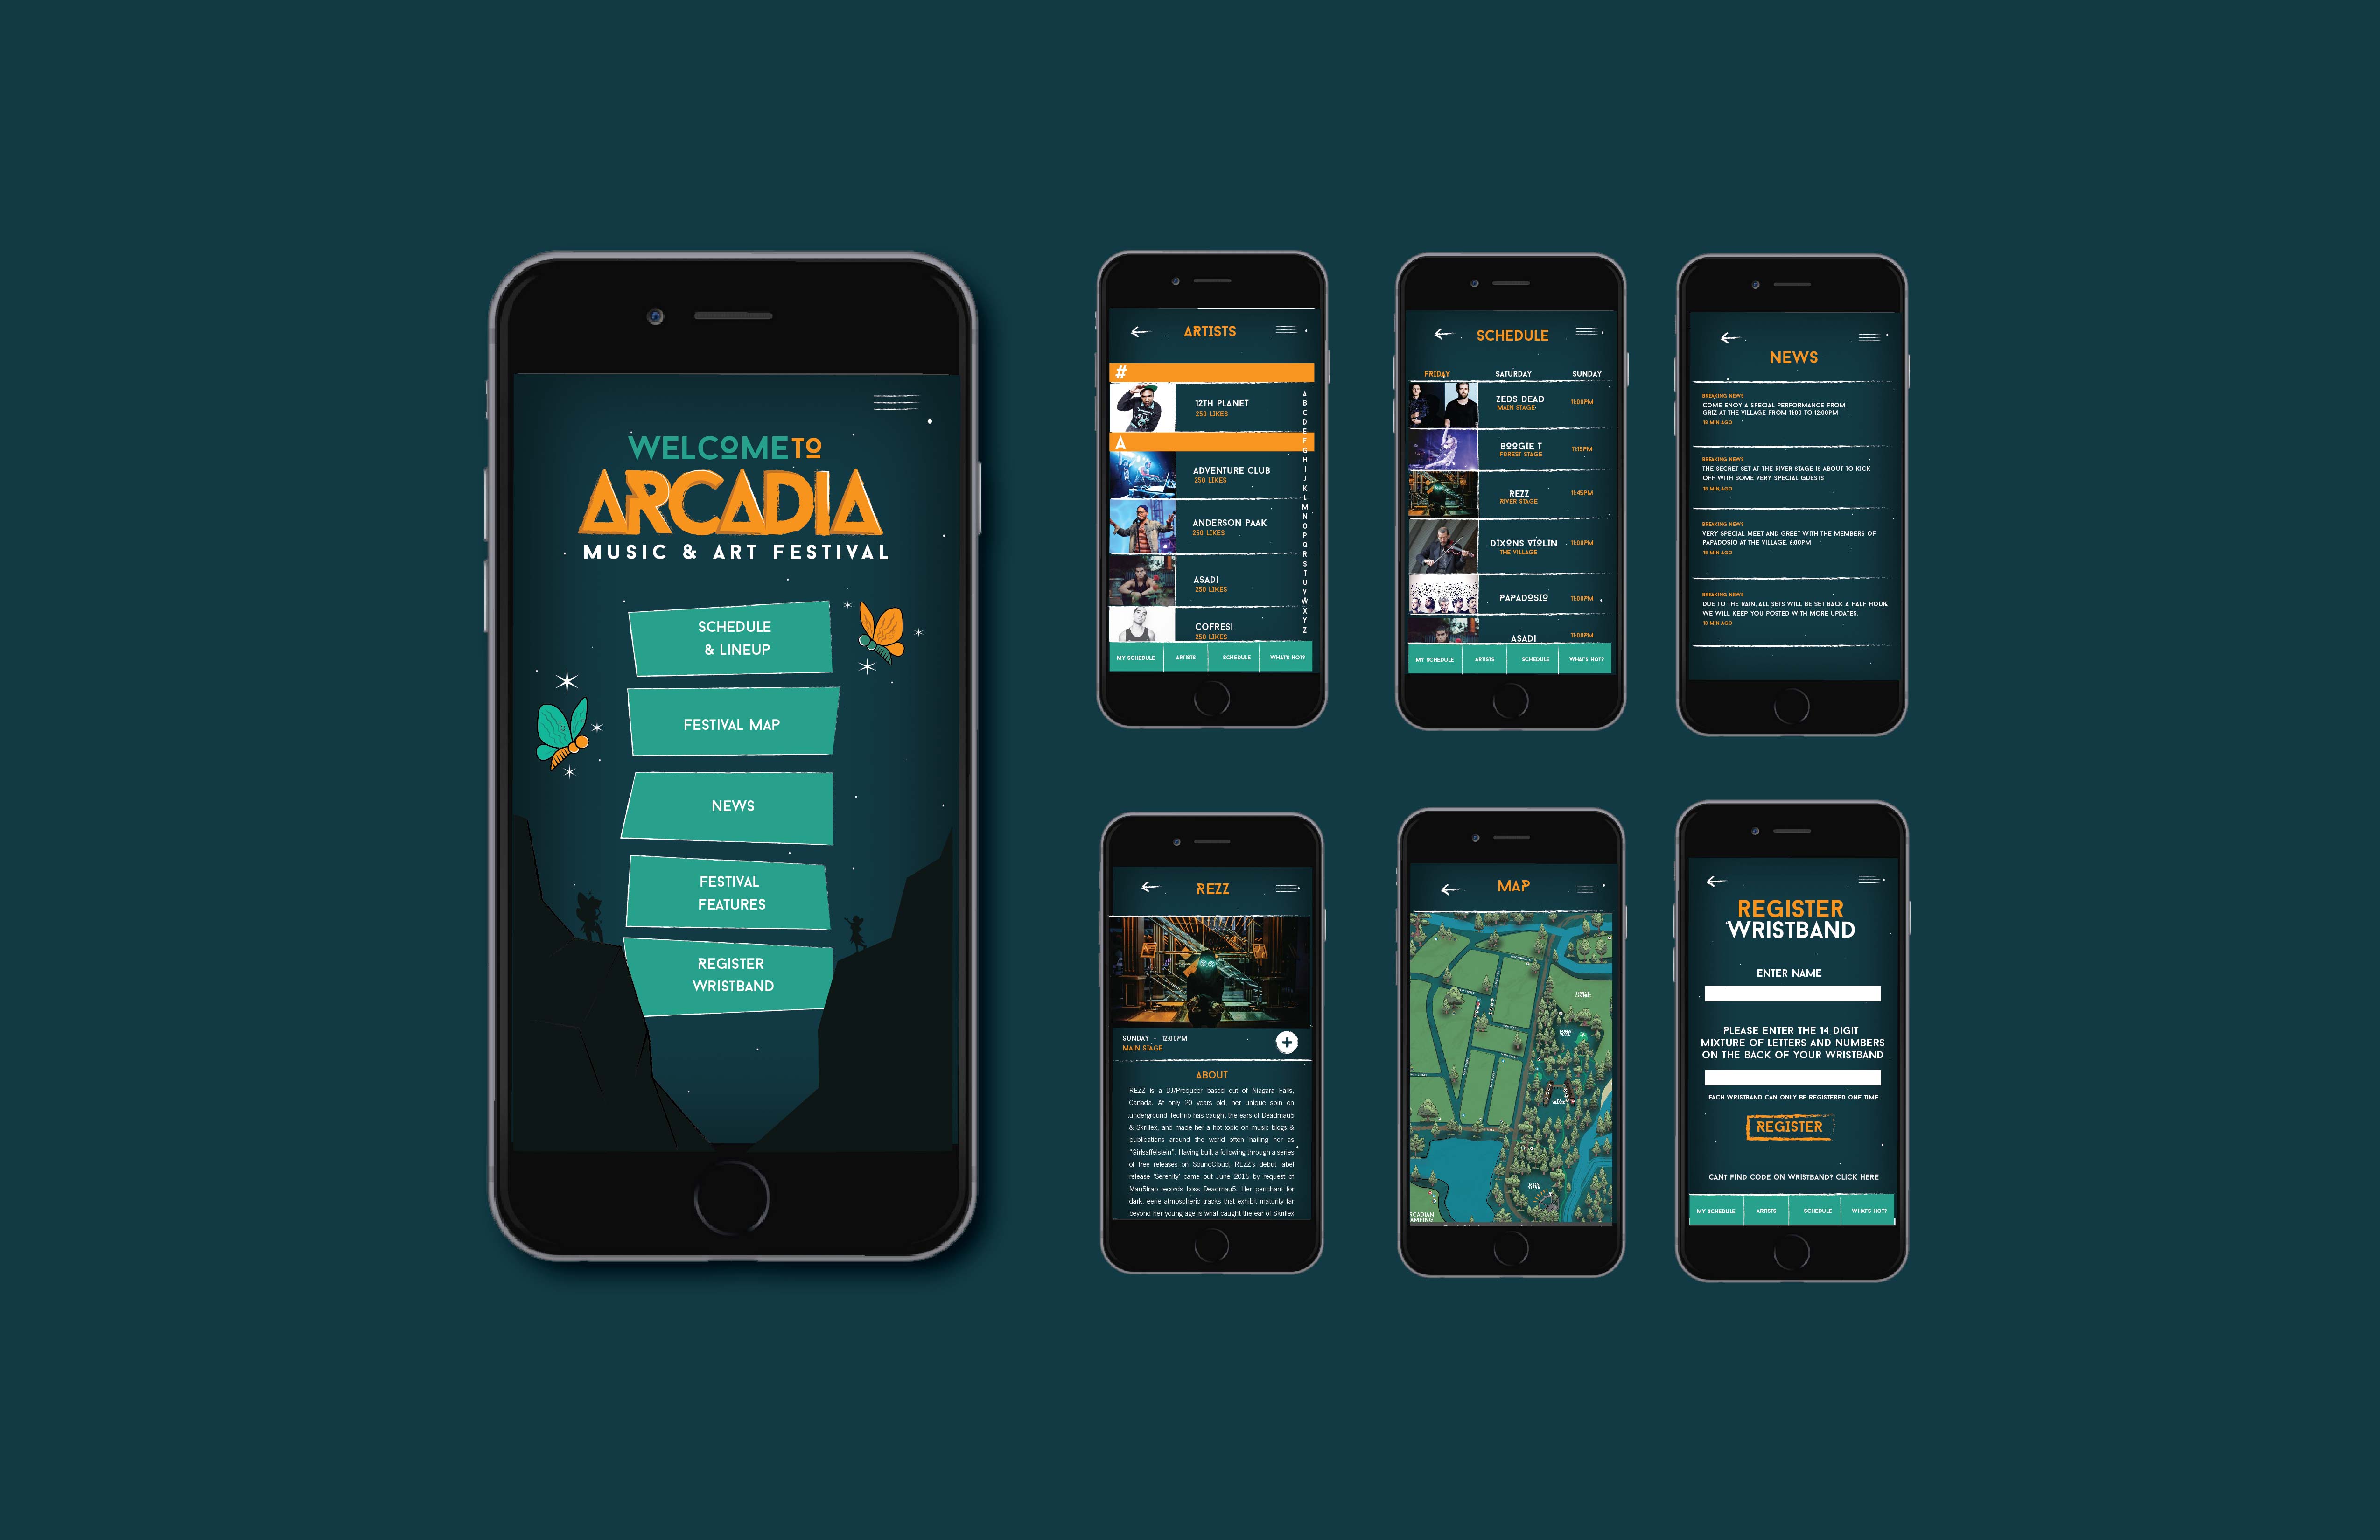 WELCOME TO
ARCADIA
MUSIC & ART FESTIVAL
SCHEDULE
& LINEUP
FESTIVAL MAP
NEWS
FESTIVAL
FEATURES
REGISTER
WRISTBAND
ARTISTS
#
12TH PLANET
250 LIKES
A
ADVENTURE CLUB
250 LIKES
ANDERSON PAAK
250 LIKES
ASADI
250 LIKES
COFRESI
250 LIKES
A
B
C
D
E
F
G
H
I
J
K
L
M
N
O
P
Q
R
S
T
U
V
W
X
Y
Z
MY SCHEDULE ARTISTS SCHEDULE WHAT'S HOT?
SCHEDULE
FRIDAY SATURDAY SUNDAY
ZEDS DEAD 11:00PM
MAIN STAGE
BOOGIE T 11:15PM
FOREST STAGE
REZZ 11:45PM
RIVER STAGE
DIXONS VIOLIN 11:00PM
THE VILLAGE
PAPADOSIO 11:00PM
ASADI 11:00PM
MY SCHEDULE ARTISTS SCHEDULE WHAT'S HOT?
NEWS
BREAKING NEWS
COME ENOY A SPECIAL PERFORMANCE FROM
GRIZ AT THE VILLAGE FROM 11:00 TO 12:00PM
18 MIN AGO
BREAKING NEWS
THE SECRET SET AT THE RIVER STAGE IS ABOUT TO KICK
OFF WITH SOME VERY SPECIAL GUESTS
18 MIN AGO
BREAKING NEWS
VERY SPECIAL MEET AND GREET WITH THE MEMBERS OF
PAPADOSIO AT THE VILLAGE. 6:00PM
18 MIN AGO
BREAKING NEWS
DUE TO THE RAIN. ALL SETS WILL BE SET BACK A HALF HOUR.
WE WILL KEEP YOU POSTED WITH MORE UPDATES.
18 MIN AGO
REZZ
SUNDAY - 12:00PM
MAIN STAGE
ABOUT
REZZ is a DJ/Producer based out of Niagara Falls,
Canada. At only 20 years old, her unique spin on
underground Techno has caught the ears of Deadmau5
& Skrillex, and made her a hot topic on music blogs &
publications around the world often hailing her as
"Girlsaffelstein". Having built a following through a series
of free releases on SoundCloud, REZZ's debut label
release 'Serenity' came out June 2015 by request of
Mau5trap records boss Deadmau5. Her penchant for
dark, eerie atmospheric tracks that exhibit maturity far
beyond her young age is what caught the ear of Skrillex
MAP
RCADIAN
AMPING
REGISTER
WRISTBAND
ENTER NAME
PLEASE ENTER THE 14 DIGIT
MIXTURE OF LETTERS AND NUMBERS
ON THE BACK OF YOUR WRISTBAND
EACH WRISTBAND CAN ONLY BE REGISTERED ONE TIME
REGISTER
CANT FIND CODE ON WRISTBAND? CLICK HERE
MY SCHEDULE ARTISTS SCHEDULE WHAT'S HOT?